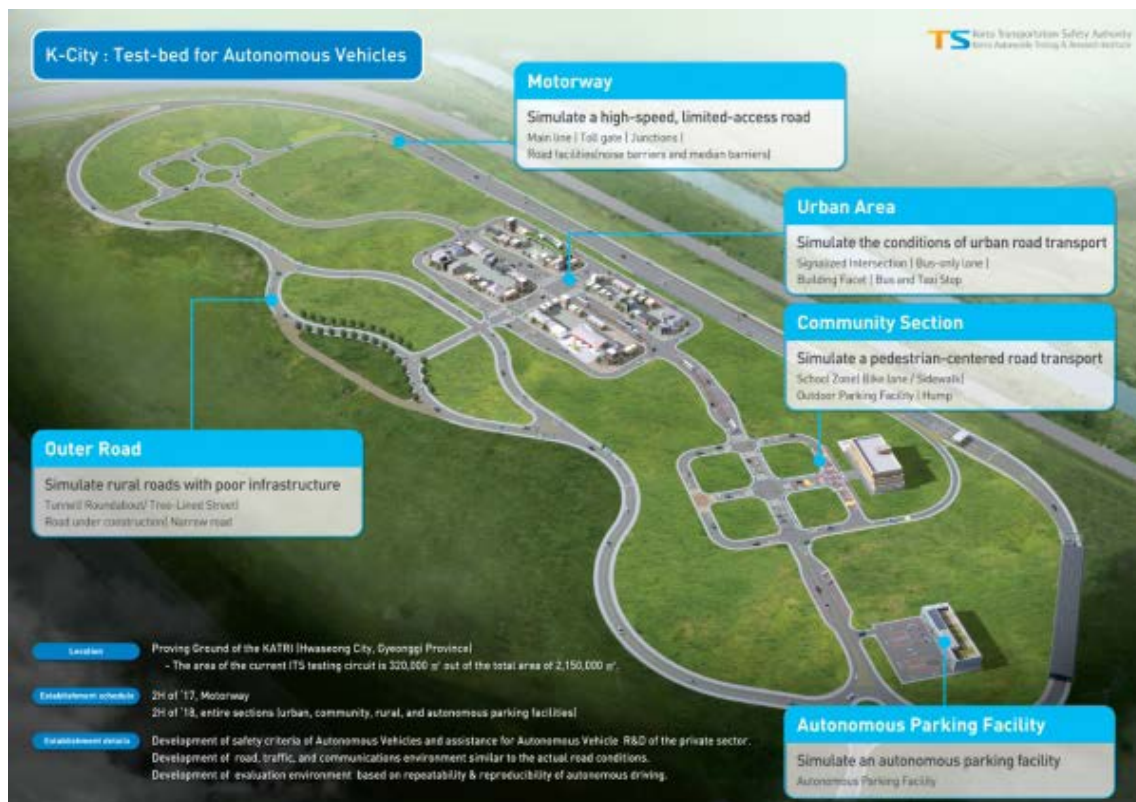 K-City : Test-bed for Autonomous Vehicles
TS Korea Transportation Safety Authority
Korea Automobile Testing & Research Institute
Motorway
Simulate a high-speed, limited-access road
Main line | Toll gate | Junctions |
Road facilities(noise barriers and median barriers)
Urban Area
Simulate the conditions of urban road transport
Signalized Intersection | Bus-only lane |
Building Facet | Bus and Taxi Stop
Community Section
Simulate a pedestrian-centered road transport
School Zone| Bike lane / Sidewalk|
Outdoor Parking Facility | Hump
Outer Road
Simulate rural roads with poor infrastructure
Tunnel| Roundabout/ Tree-Lined Street|
Road under construction| Narrow road
Location
Proving Ground of the KATRI (Hwaseong City, Gyeonggi Province)
- The area of the current ITS testing circuit is 320,000 ㎡ out of the total area of 2,150,000 ㎡.
Establishment schedule
2H of '17, Motorway
2H of '18, entire sections (urban, community, rural, and autonomous parking facilities)
Establishment details
Development of safety criteria of Autonomous Vehicles and assistance for Autonomous Vehicle R&D of the private sector.
Development of road, traffic, and communications environment similar to the actual road conditions.
Development of evaluation environment based on repeatability & reproducibility of autonomous driving.
Autonomous Parking Facility
Simulate an autonomous parking facility
Autonomous Parking Facility